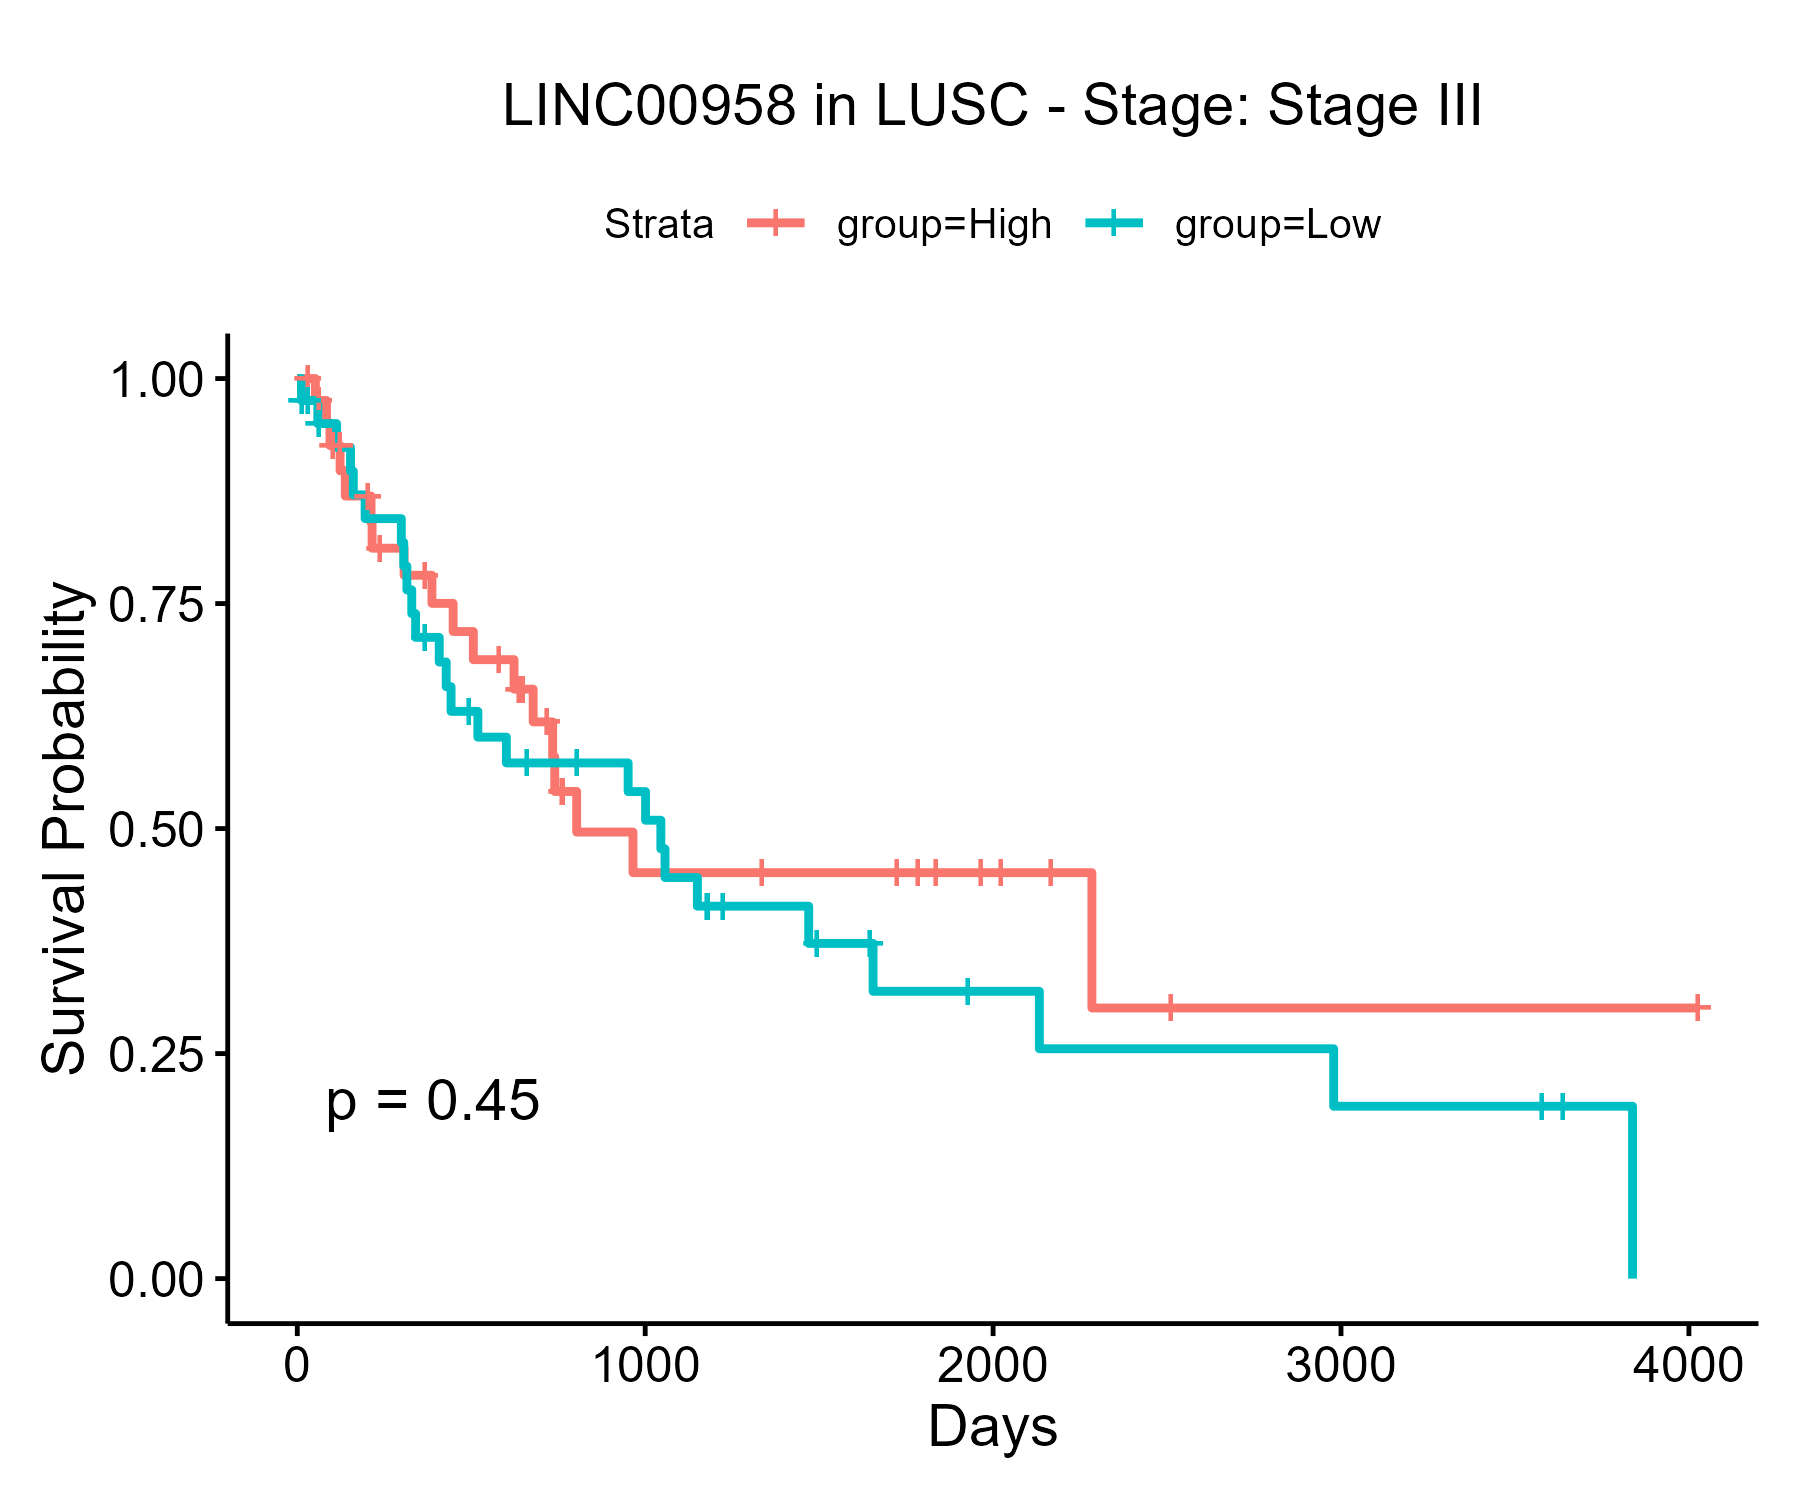 LINC00958 in LUSC - Stage: Stage III
Strata group=High group=Low
Survival Probability
1.00
0.75
0.50
0.25
0.00
p = 0.45
0 1000 2000 3000 4000
Days